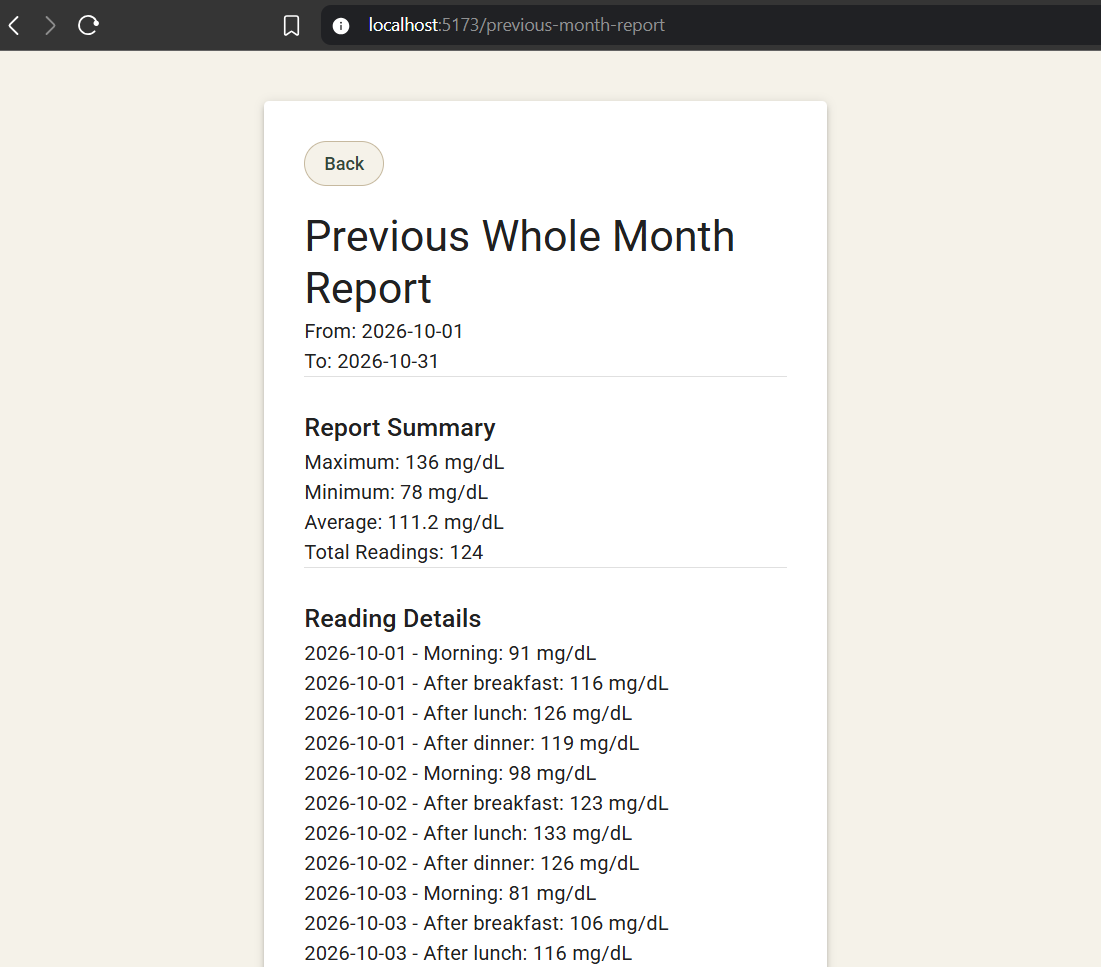 localhost:5173/previous-month-report
Back
Previous Whole Month
Report
From: 2026-10-01
To: 2026-10-31
Report Summary
Maximum: 136 mg/dL
Minimum: 78 mg/dL
Average: 111.2 mg/dL
Total Readings: 124
Reading Details
2026-10-01 - Morning: 91 mg/dL
2026-10-01 - After breakfast: 116 mg/dL
2026-10-01 - After lunch: 126 mg/dL
2026-10-01 - After dinner: 119 mg/dL
2026-10-02 - Morning: 98 mg/dL
2026-10-02 - After breakfast: 123 mg/dL
2026-10-02 - After lunch: 133 mg/dL
2026-10-02 - After dinner: 126 mg/dL
2026-10-03 - Morning: 81 mg/dL
2026-10-03 - After breakfast: 106 mg/dL
2026-10-03 - After lunch: 116 mg/dL